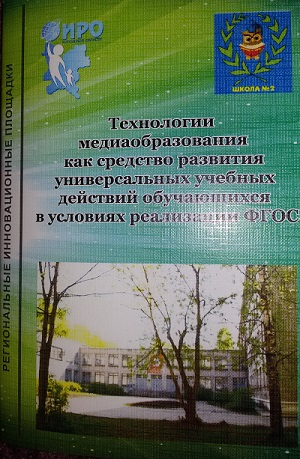 ИРО
ШКОЛА №2
РЕГИОНАЛЬНЫЕ ИННОВАЦИОННЫЕ ПЛОЩАДКИ
Технологии
медиаобразования
как средство развития
универсальных учебных
действий обучающихся
в условиях реализации ФГОС